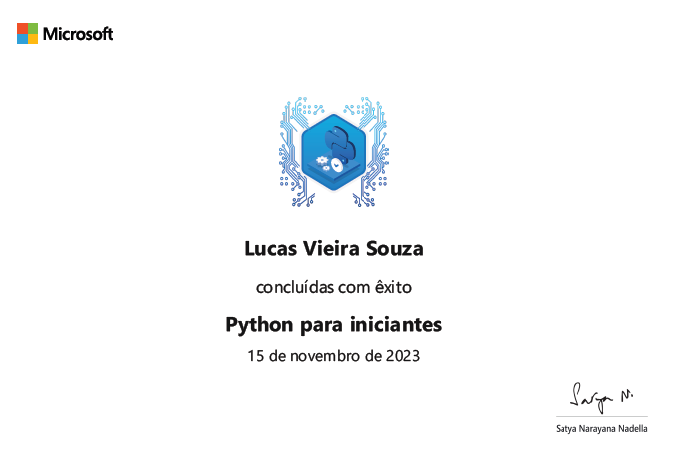 Microsoft
Lucas Vieira Souza
concluídas com êxito
Python para iniciantes
15 de novembro de 2023
Satya N.
Satya Narayana Nadella